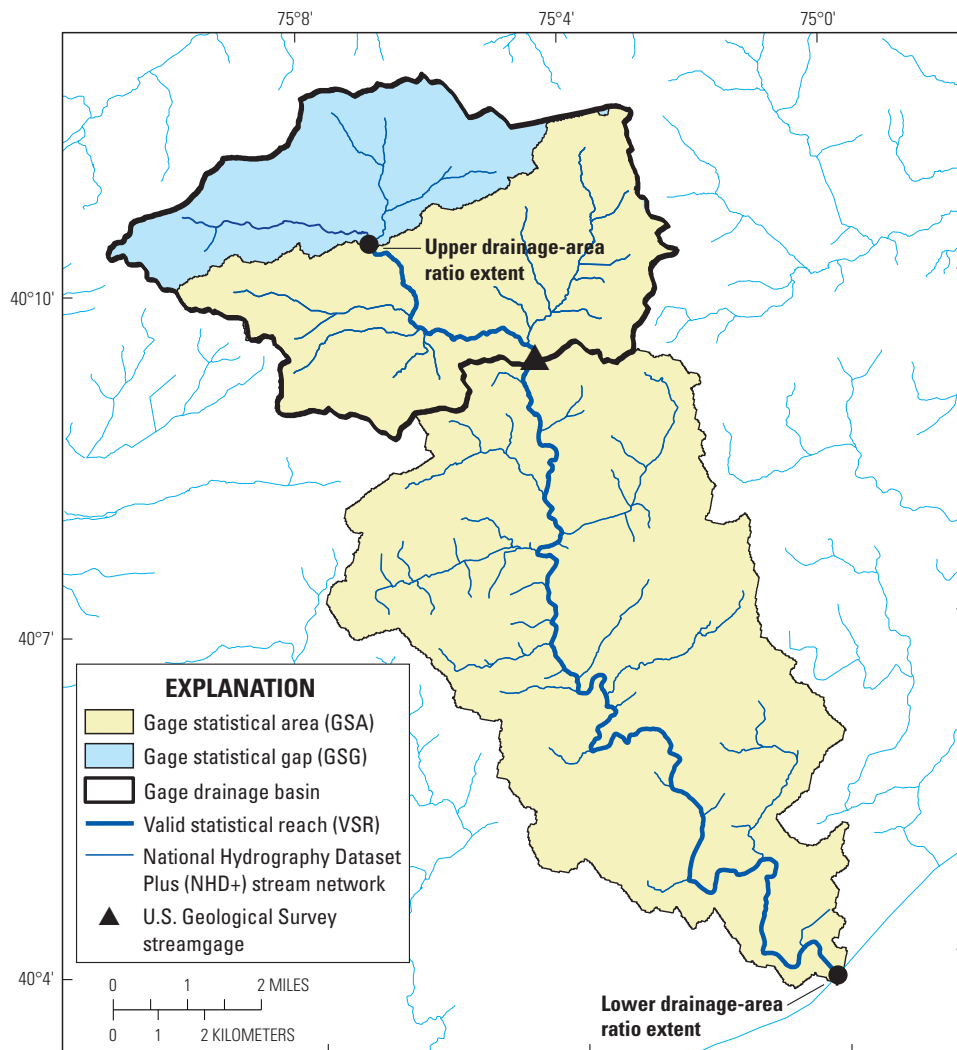 75°8'
75°4'
75°0'
Upper drainage-area
ratio extent
40°10'
40°7'
EXPLANATION
Gage statistical area (GSA)
Gage statistical gap (GSG)
Gage drainage basin
Valid statistical reach (VSR)
National Hydrography Dataset
Plus (NHD+) stream network
U.S. Geological Survey
streamgage
40°4'
0 1 2 MILES
0 1 2 KILOMETERS
Lower drainage-area
ratio extent